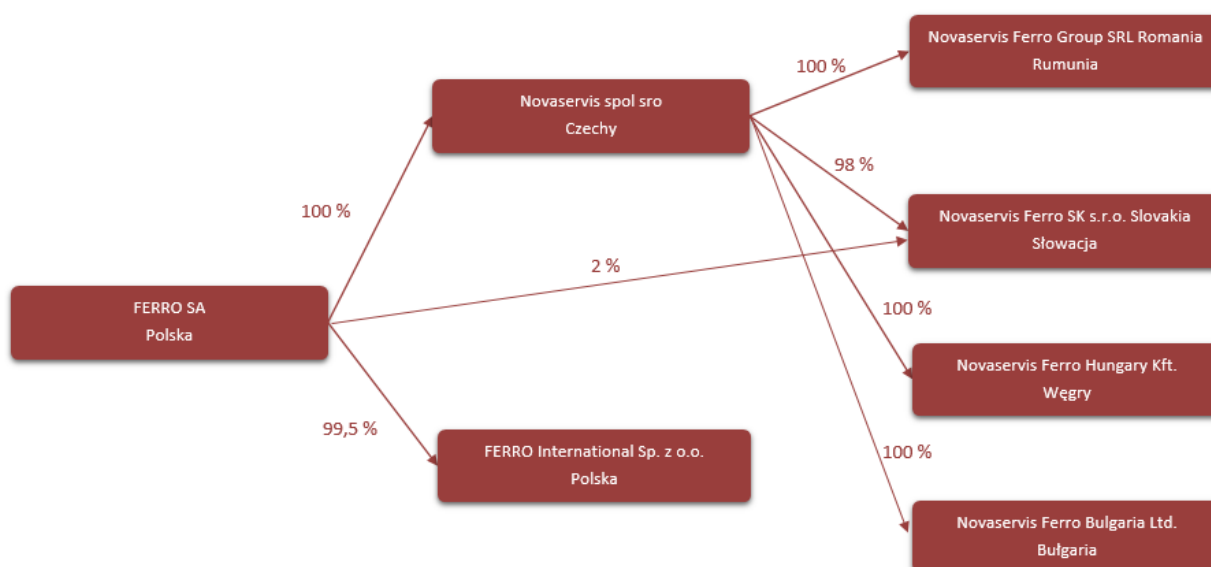 Novaservis Ferro Group SRL Romania
Rumunia
100 %
Novaservis spol sro
Czechy
98 %
100 %
Novaservis Ferro SK s.r.o. Slovakia
Słowacja
2 %
FERRO SA
Polska
100 %
Novaservis Ferro Hungary Kft.
Węgry
99,5 %
FERRO International Sp. z o.o.
Polska
100 %
Novaservis Ferro Bulgaria Ltd.
Bułgaria